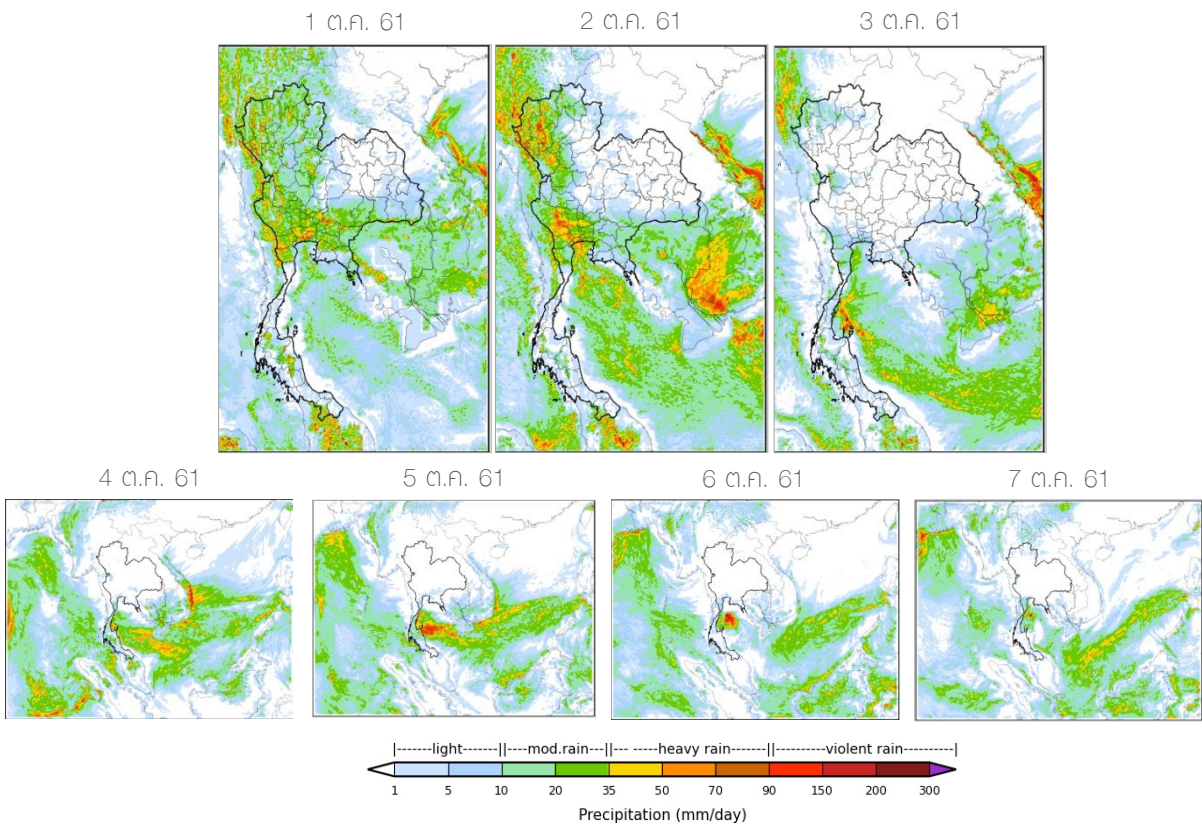 1 ต.ค. 61
2 ต.ค. 61
3 ต.ค. 61
4 ต.ค. 61
5 ต.ค. 61
6 ต.ค. 61
7 ต.ค. 61
|-------light-------||----mod.rain---||--- -----heavy rain-------||----------violent rain----------|
1 5 10 20 35 50 70 90 150 200 300
Precipitation (mm/day)